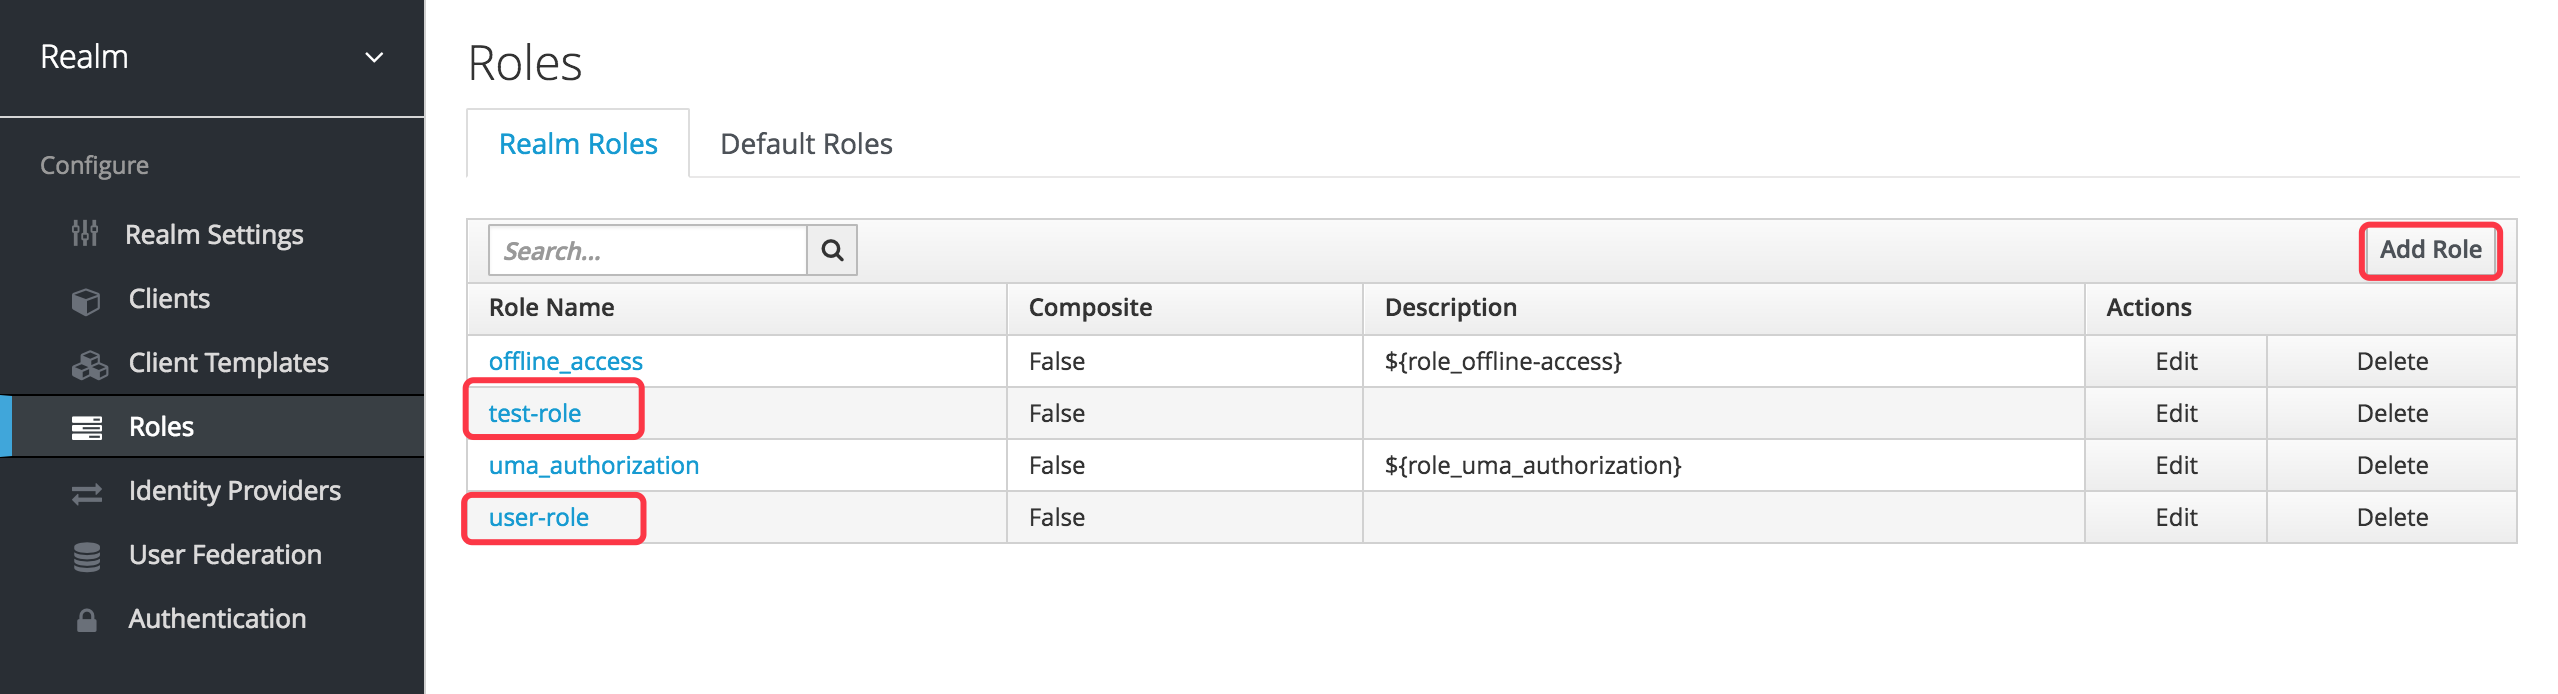 Realm
Configure
Realm Settings
Clients
Client Templates
Roles
Identity Providers
User Federation
Authentication
Roles
Realm Roles Default Roles
Search... Add Role
Role Name Composite Description Actions
offline_access False ${role_offline-access} Edit Delete
test-role False Edit Delete
uma_authorization False ${role_uma_authorization} Edit Delete
user-role False Edit Delete